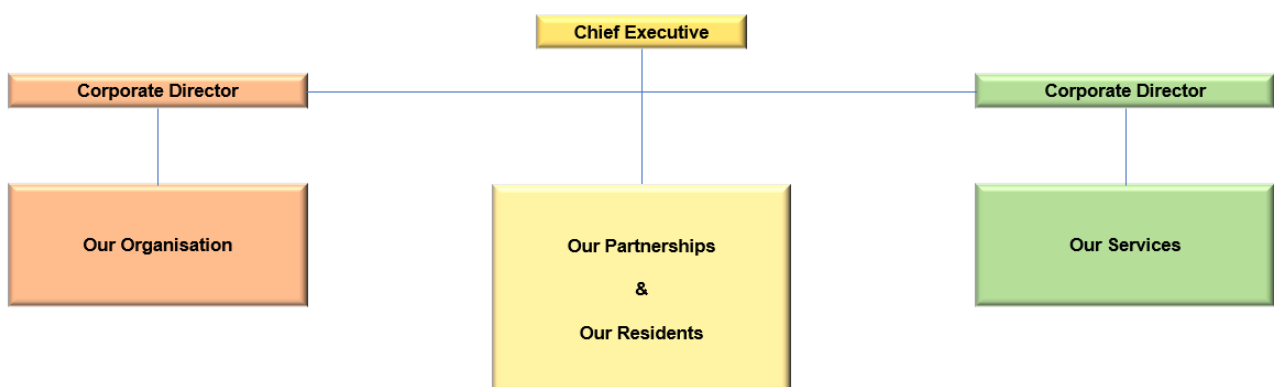 Chief Executive
Corporate Director
Corporate Director
Our Organisation
Our Partnerships
&
Our Residents
Our Services